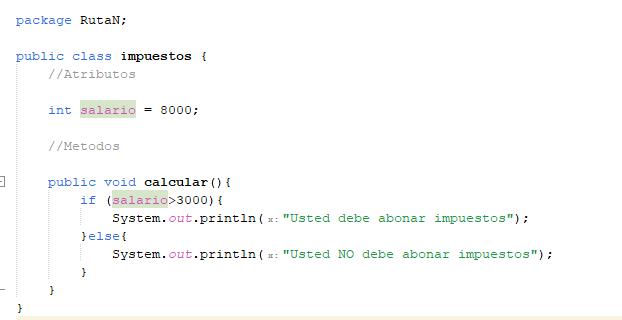 package RutaN;
public class impuestos {
//Atributos
int salario = 8000;
//Metodos
public void calcular(){
if (salario>3000){
System.out.println(x: "Usted debe abonar impuestos");
}else{
System.out.println(x: "Usted NO debe abonar impuestos");
}
}
}